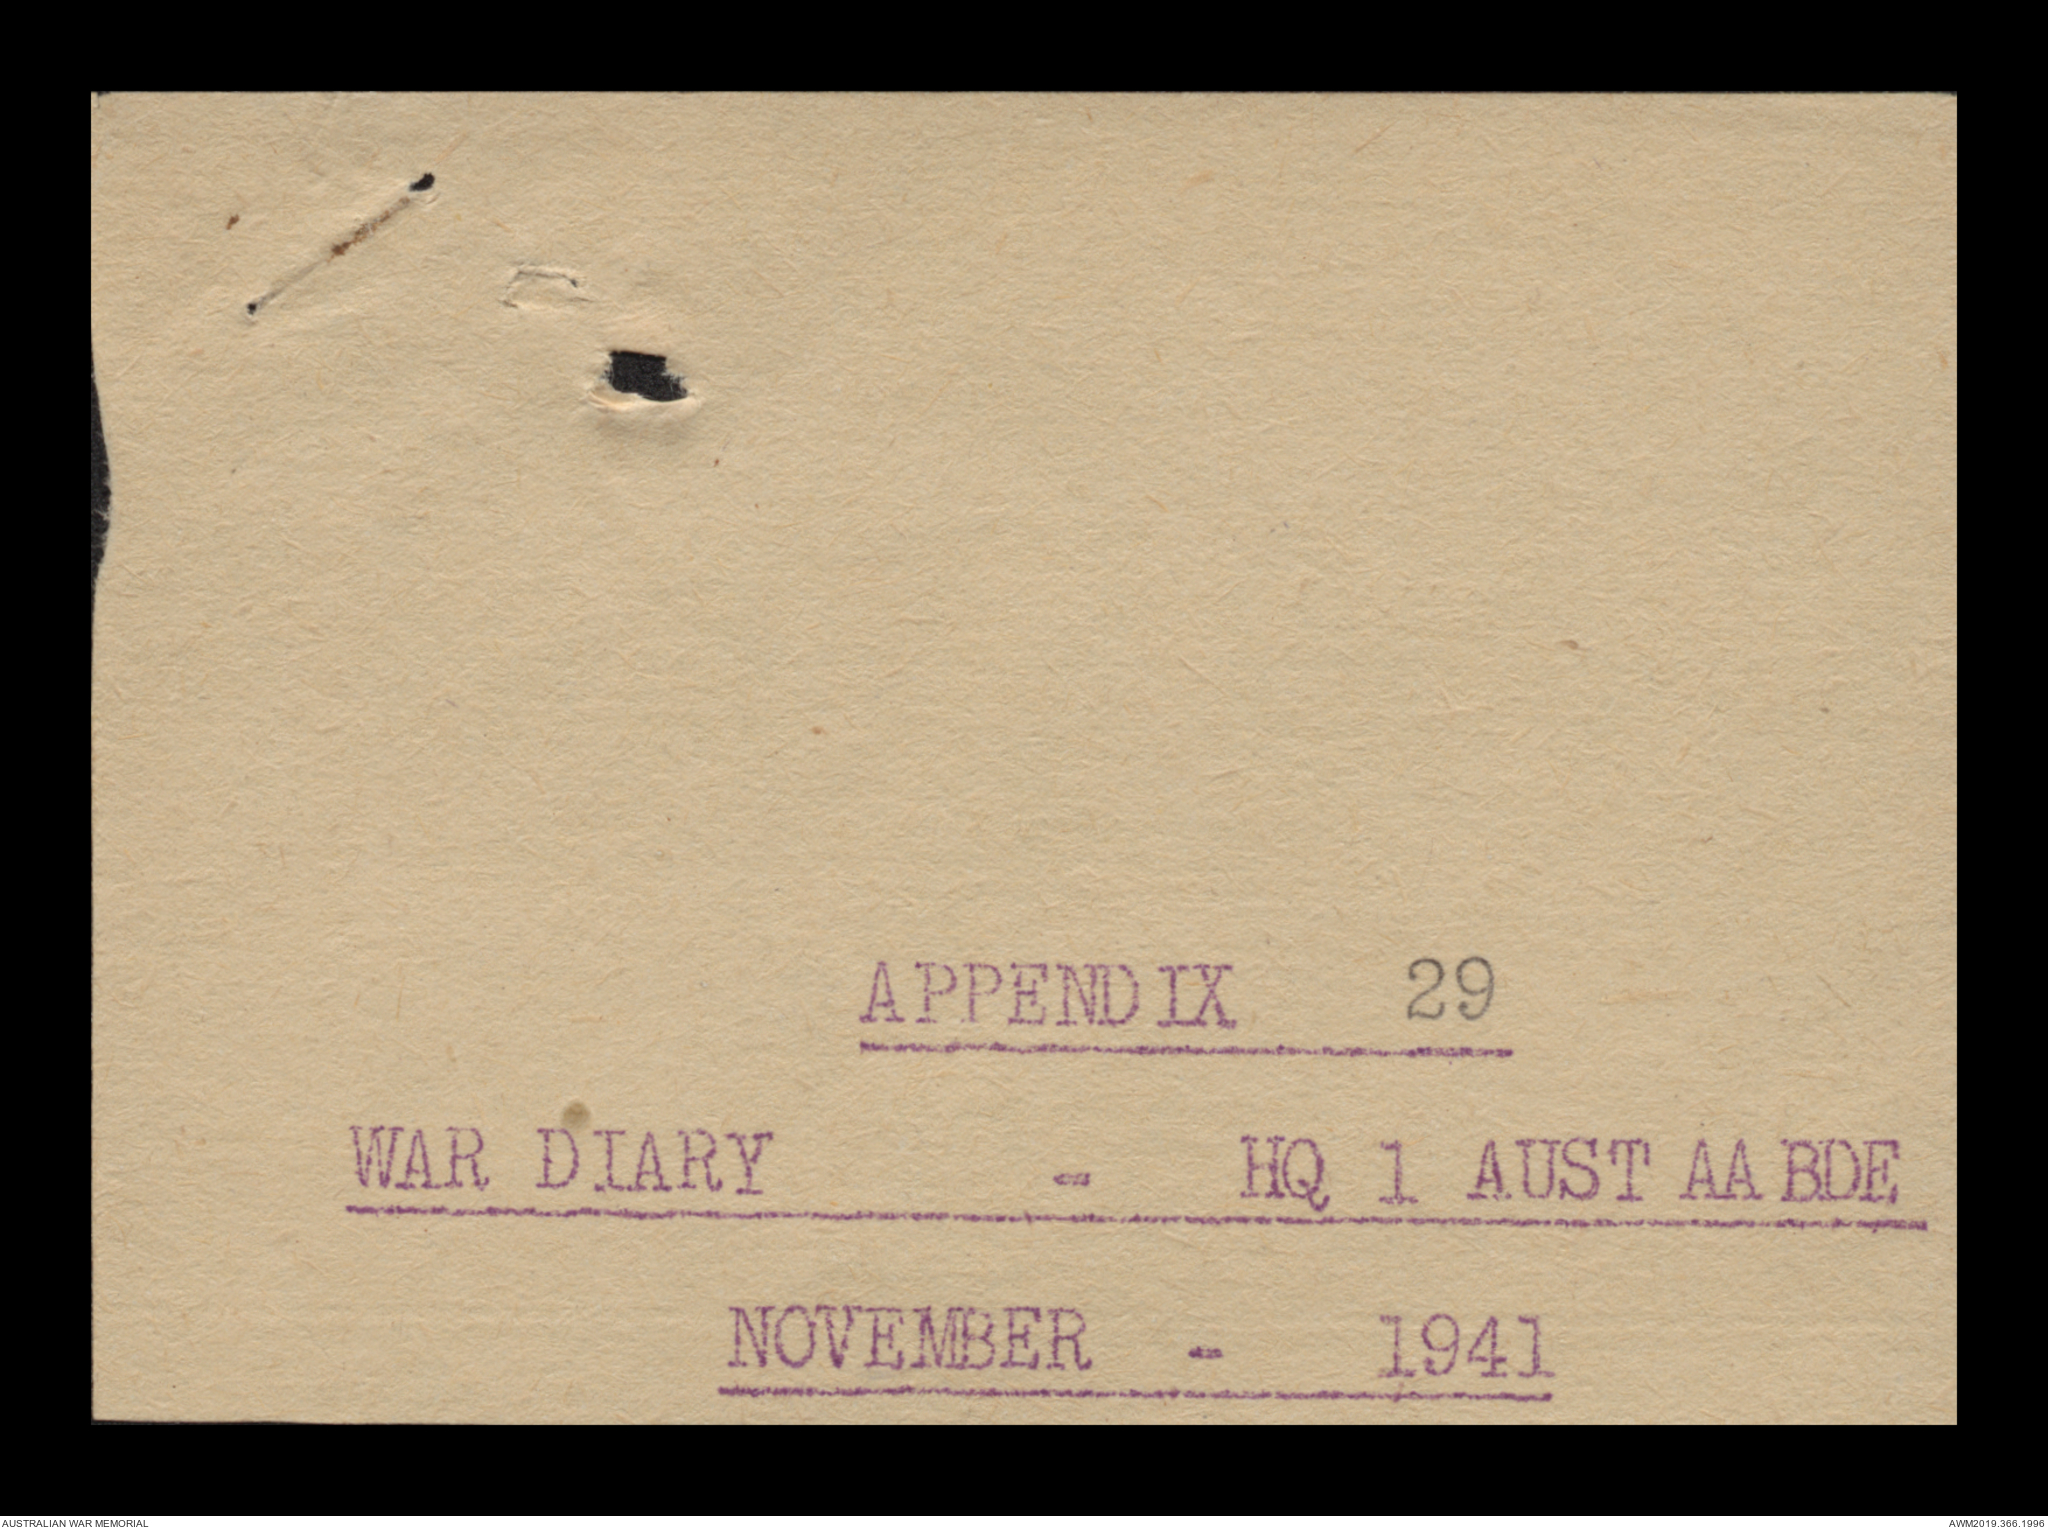 APPENDIX 29
WAR DIARY - HQ 1 AUST AA BDE
NOVEMBER - 1941
AUSTRALIAN WAR MEMORIAL
AWM2019.366.1996